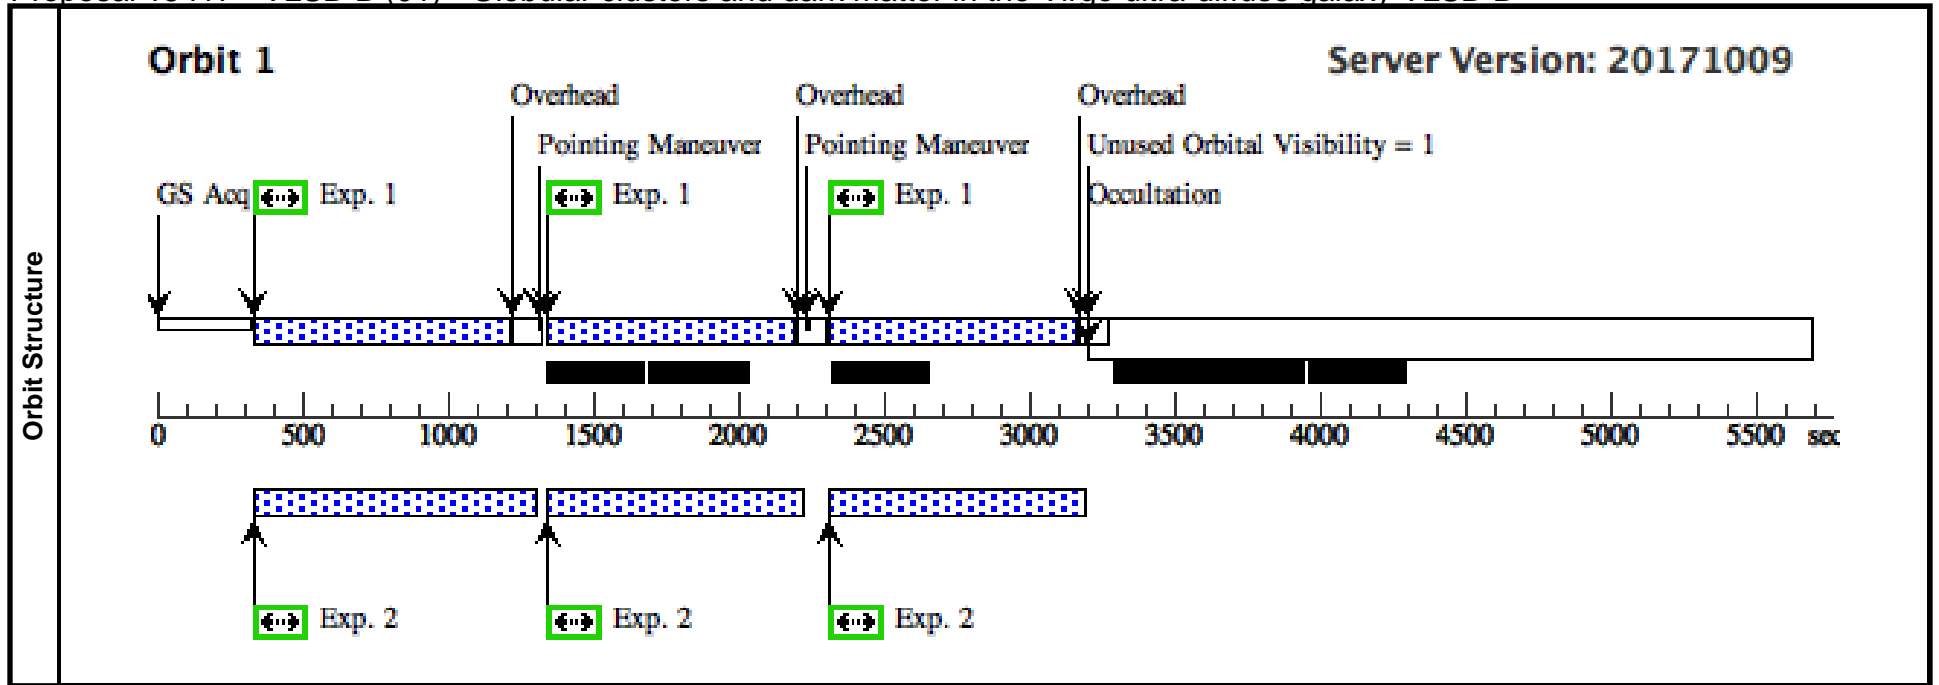 Orbit Structure
Orbit 1
Server Version: 20171009
Overhead Overhead Overhead
Pointing Maneuver Pointing Maneuver Unused Orbital Visibility = 1
GS Acq Exp. 1 Exp. 1 Exp. 1 Occultation
0 500 1000 1500 2000 2500 3000 3500 4000 4500 5000 5500 sec
Exp. 2 Exp. 2 Exp. 2